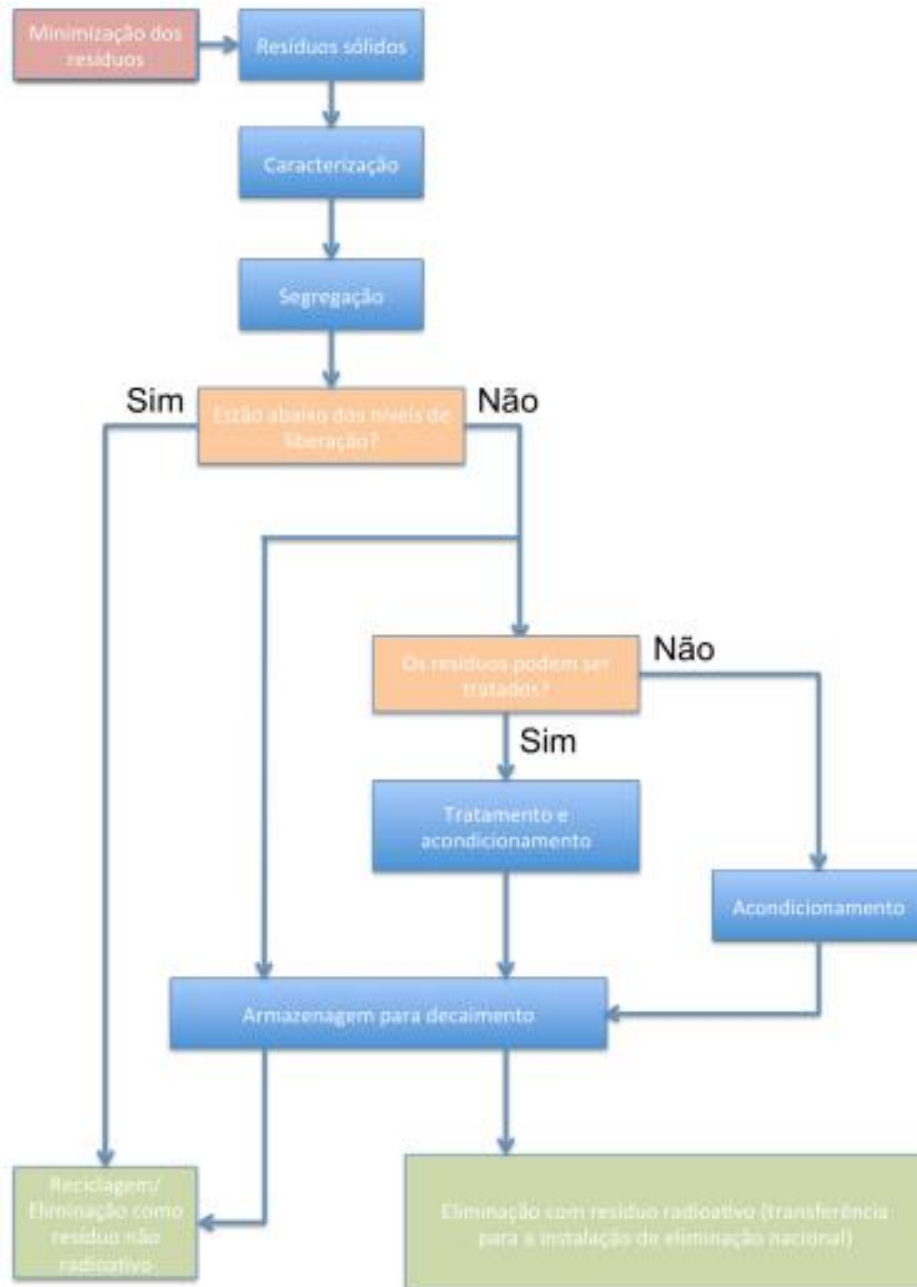 Minimização dos
resíduos
Resíduos sólidos
Caracterização
Segregação
Sim
Estão abaixo dos níveis de
liberação?
Não
Os resíduos podem ser
tratados?
Não
Sim
Tratamento e
acondicionamento
Acondicionamento
Armazenagem para decaimento
Reciclagem/
Eliminação como
resíduo não
radioativo
Eliminação com resíduo radioativo (transferência
para a instalação de eliminação nacional)